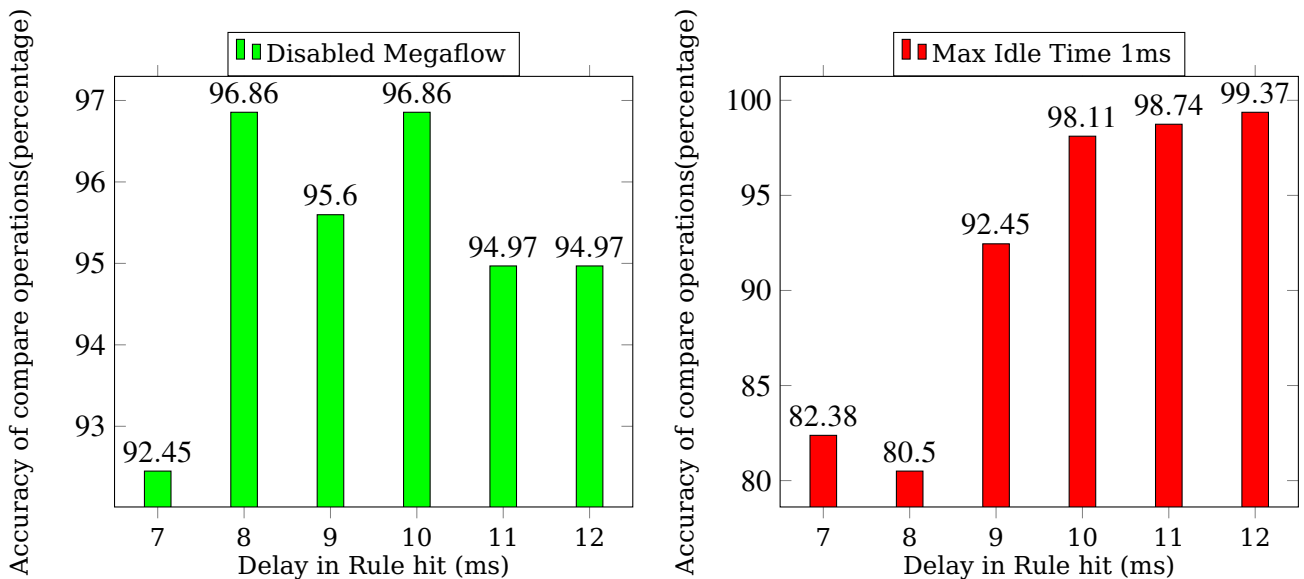 Disabled Megaflow
Accuracy of compare operations(percentage)
97
96
95
94
93
92.45
96.86
95.6
96.86
94.97
94.97
7 8 9 10 11 12
Delay in Rule hit (ms)
Max Idle Time 1ms
Accuracy of compare operations(percentage)
100
95
90
85
80
82.38
80.5
92.45
98.11
98.74
99.37
7 8 9 10 11 12
Delay in Rule hit (ms)